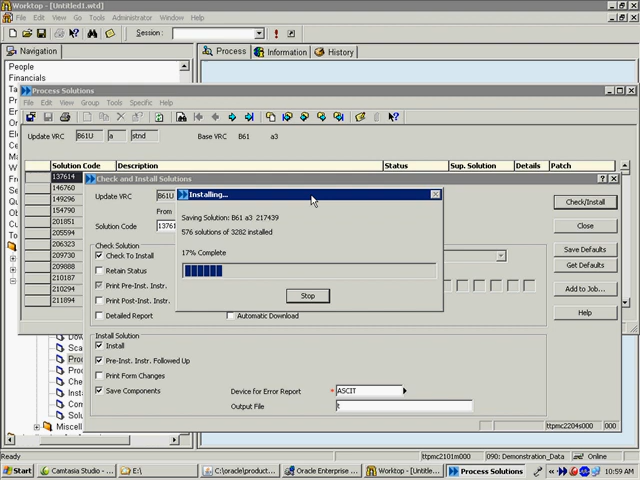 Worktop - [Untitled1.wtd]
File Edit View Tools Shortcut Administrator Window Help
Session:
Navigation
Process
Information
History
People
Financials
Process Solutions
File Edit View Group Tools Specific Help
Update VRC B61U a stnd Base VRC B61 a3
Solution Code Description Status Sup. Solution Details Patch
137614
146760
149296
154790
201851
205594
206323
209730
209888
210187
210294
211894
Check and Install Solutions
Update VRC B61U
From
Solution Code 1376
Check Solution
Check To Install
Retain Status
Print Pre-Inst. Instr.
Print Post-Inst. Instr.
Detailed Report
Automatic Download
Install Solution
Install
Pre-Inst. Instr. Followed Up
Print Form Changes
Save Components
Device for Error Report * ASCIT
Output File t
Check/Install
Close
Save Defaults
Get Defaults
Add to Job...
Help
ttpmc2204s000 000
Installing...
Saving Solution: B61 a3 217439
576 solutions of 3282 installed
17% Complete
Stop
Miscell
Ready ttpmc2101m000 090: Demonstration_Data Online
Start Camtasia Studio - ... E:\ C:\oracle\product... Oracle Enterprise ... Worktop - [Untitle... Process Solutions 10:59 AM